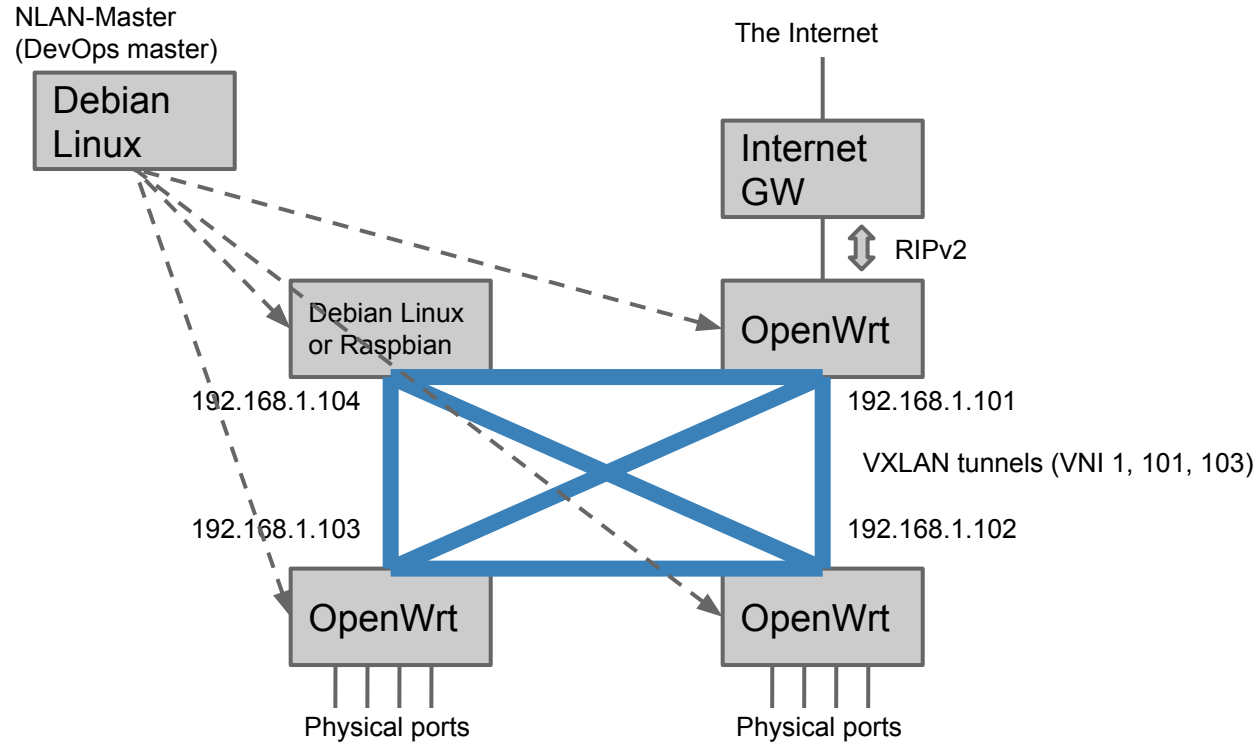 NLAN-Master
(DevOps master)
The Internet
Debian
Linux
Internet
GW
RIPv2
Debian Linux
or Raspbian
OpenWrt
192.168.1.104
192.168.1.101
VXLAN tunnels (VNI 1, 101, 103)
192.168.1.103
192.168.1.102
OpenWrt
OpenWrt
Physical ports
Physical ports